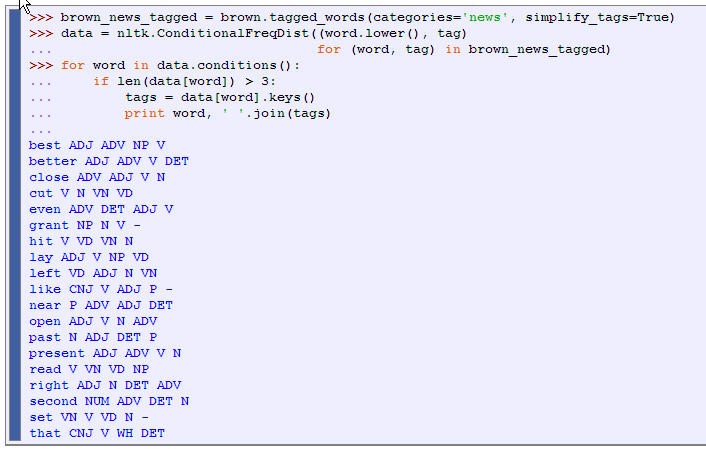 >>> brown_news_tagged = brown.tagged_words(categories='news', simplify_tags=True)
>>> data = nltk.ConditionalFreqDist((word.lower(), tag)
...                                 for (word, tag) in brown_news_tagged)
>>> for word in data.conditions():
...     if len(data[word]) > 3:
...         tags = data[word].keys()
...         print word, ' '.join(tags)
...
best ADJ ADV NP V
better ADJ ADV V DET
close ADV ADJ V N
cut V N VN VD
even ADV DET ADJ V
grant NP N V -
hit V VD VN N
lay ADJ V NP VD
left VD ADJ N VN
like CNJ V ADJ P -
near P ADV ADJ DET
open ADJ V N ADV
past N ADJ DET P
present ADJ ADV V N
read V VN VD NP
right ADJ N DET ADV
second NUM ADV DET N
set VN V VD N -
that CNJ V WH DET